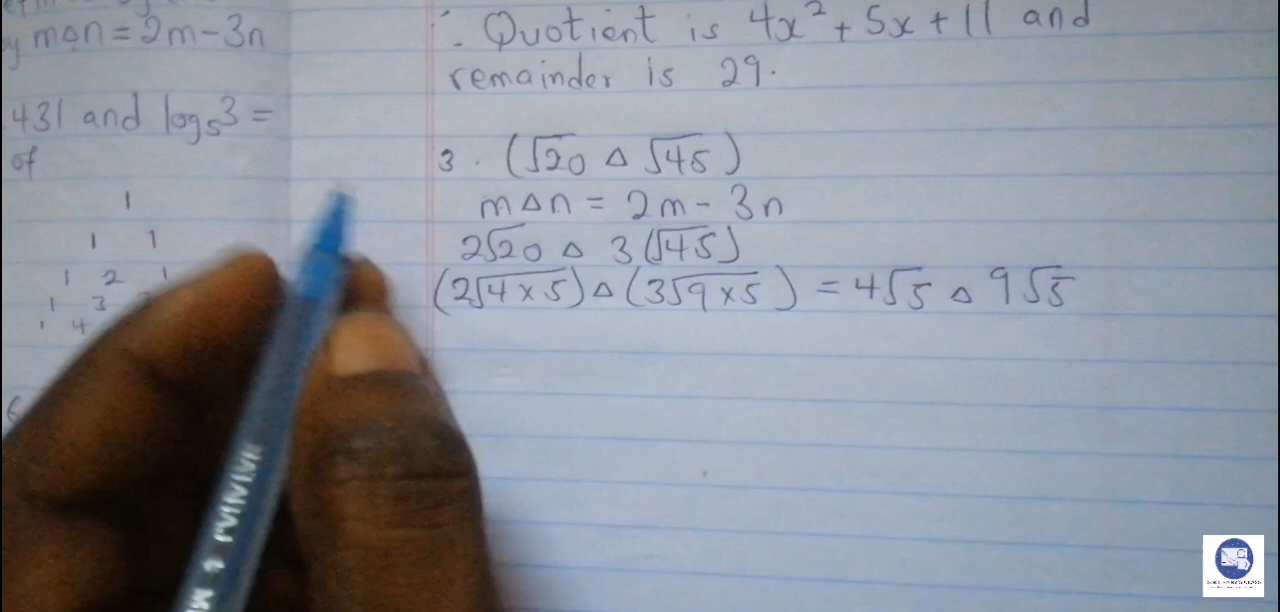 by m∆n = 2m - 3n
.431 and log₅3 =
of
1
1 1
1 2 1
1 3
1 4
∴ Quotient is 4x² + 5x + 11 and
remainder is 29.
3. (√20 ∆ √45)
m∆n = 2m - 3n
2√20 ∆ 3(√45)
(2√4×5) ∆ (3√9×5) = 4√5 ∆ 9√5